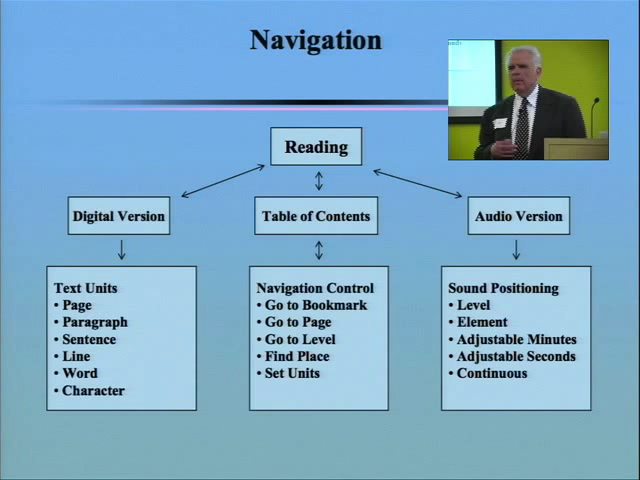 Navigation
Reading
Digital Version
Table of Contents
Audio Version
Text Units
• Page
• Paragraph
• Sentence
• Line
• Word
• Character
Navigation Control
• Go to Bookmark
• Go to Page
• Go to Level
• Find Place
• Set Units
Sound Positioning
• Level
• Element
• Adjustable Minutes
• Adjustable Seconds
• Continuous